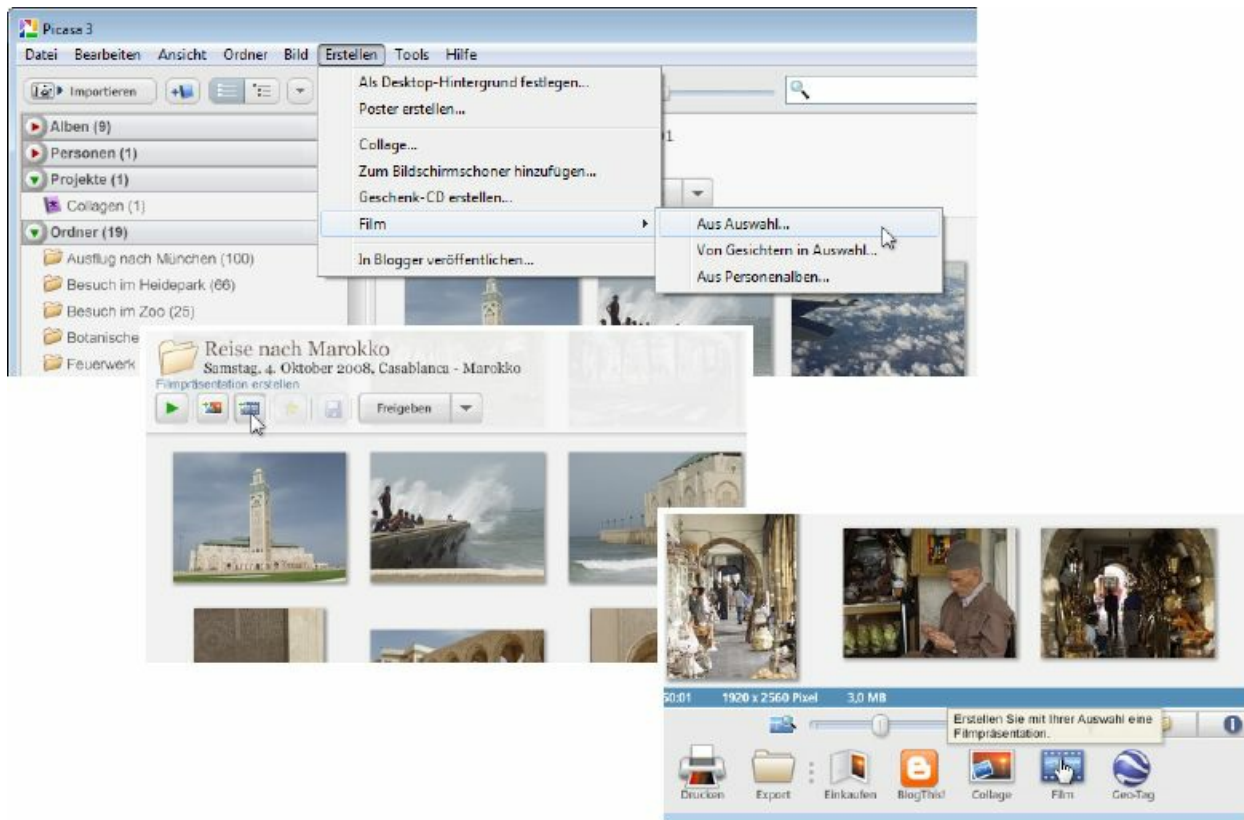 Picasa 3
Datei Bearbeiten Ansicht Ordner Bild Erstellen Tools Hilfe
Importieren
Alben (9)
Personen (1)
Projekte (1)
Collagen (1)
Ordner (19)
Ausflug nach München (100)
Besuch im Heidepark (66)
Besuch im Zoo (25)
Botanische
Feuerwerk
Als Desktop-Hintergrund festlegen...
Poster erstellen...
Collage...
Zum Bildschirmschoner hinzufügen...
Geschenk-CD erstellen...
Film
In Blogger veröffentlichen...
Aus Auswahl...
Von Gesichtern in Auswahl...
Aus Personenalben...
Reise nach Marokko
Samstag, 4. Oktober 2008, Casablanca - Marokko
Filmpräsentation erstellen
Freigeben
50:01 1920 x 2560 Pixel 3,0 MB
Erstellen Sie mit Ihrer Auswahl eine
Filmpräsentation.
Drucken Export Einkaufen BlogThis! Collage Film Geo-Tag